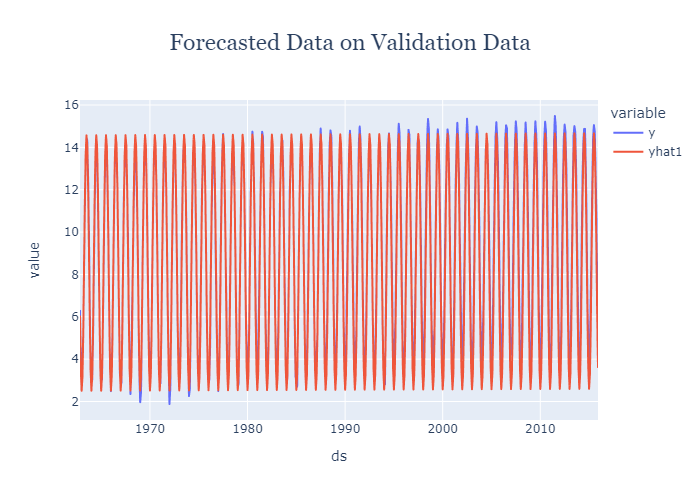 Forecasted Data on Validation Data
variable
y
yhat1
value
16
14
12
10
8
6
4
2
1970
1980
1990
2000
2010
ds